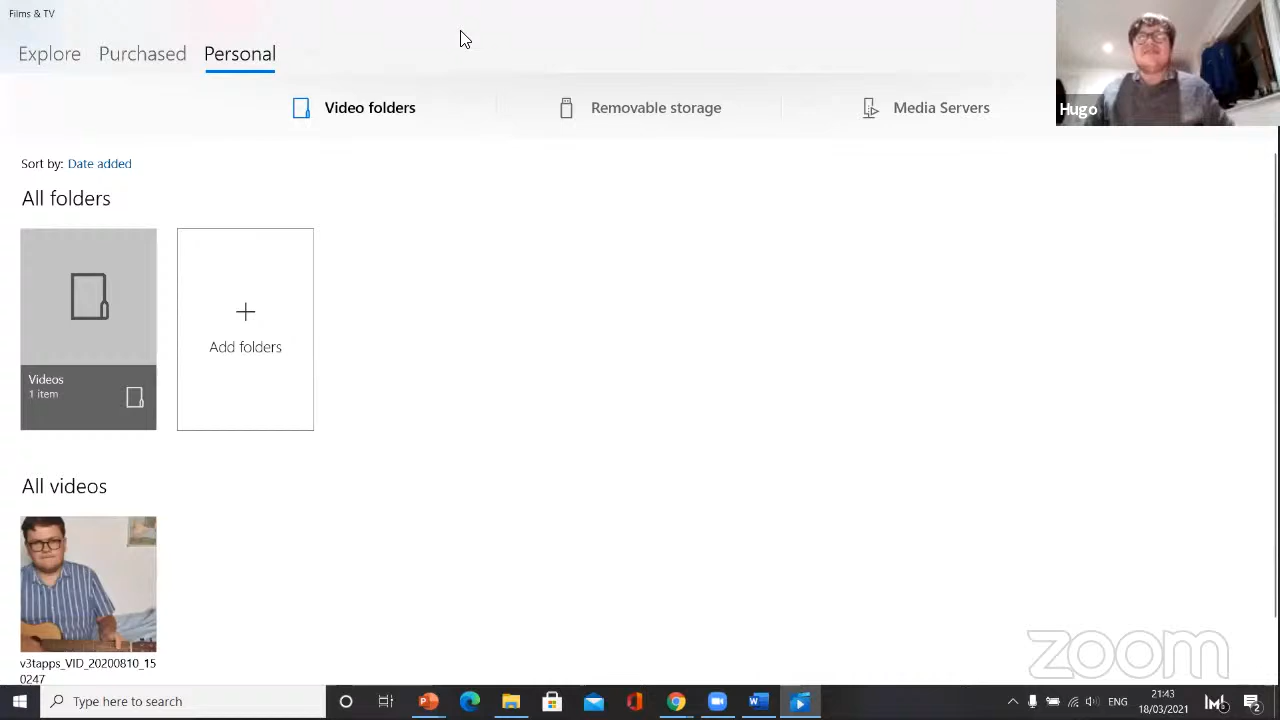 Films & TV
Explore Purchased Personal
Hugo
Video folders Removable storage Media Servers
Sort by: Date added
All folders
Videos
1 item
Add folders
All videos
v3tapps_VID_20200810_15
0247
zoom
Type here to search
ENG
21:43
18/03/2021
2